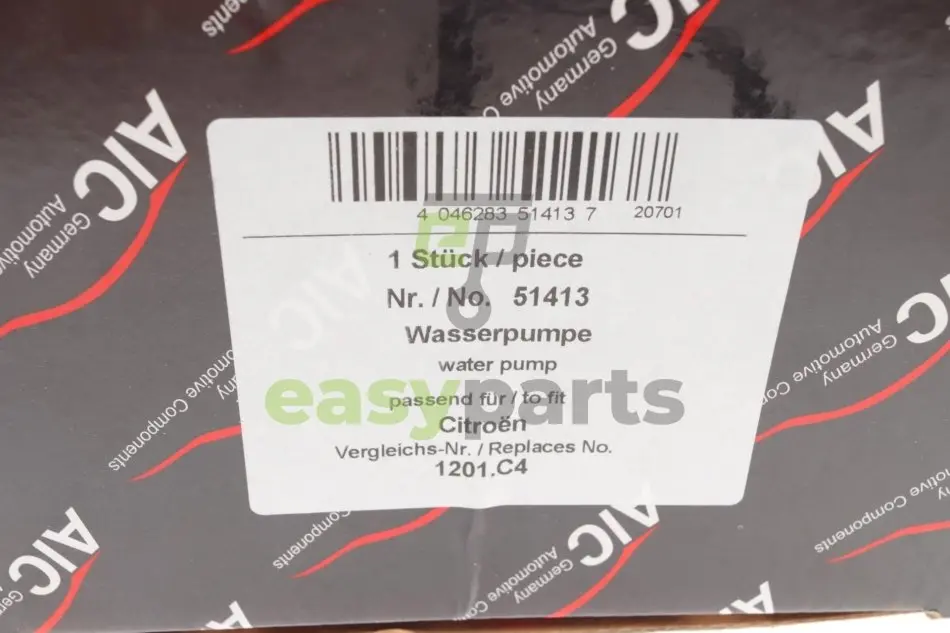 AIC
Germany
Automotive Components
4 046283 51413 7 20701
1 Stück / piece
Nr. / No. 51413
Wasserpumpe
water pump
easyparts
passend für / to fit
Citroën
Vergleichs-Nr. / Replaces No.
1201.C4